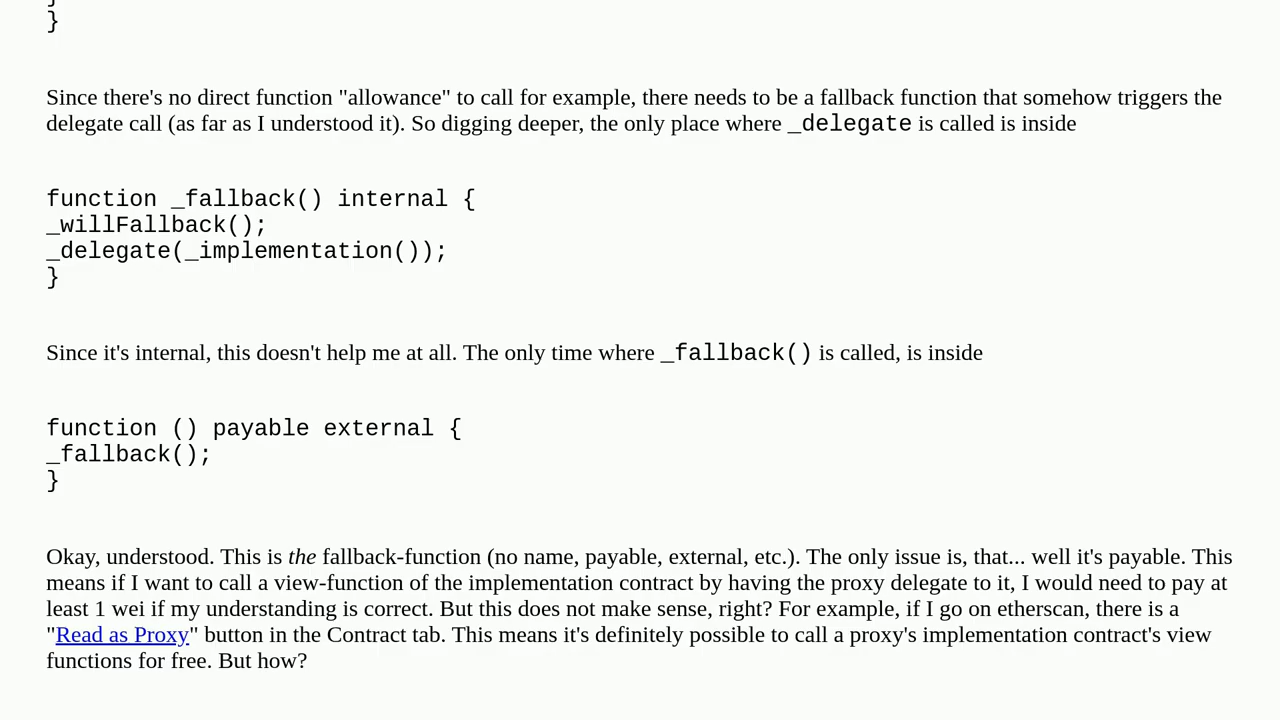 }
Since there's no direct function "allowance" to call for example, there needs to be a fallback function that somehow triggers the
delegate call (as far as I understood it). So digging deeper, the only place where _delegate is called is inside
function _fallback() internal {
_willFallback();
_delegate(_implementation());
}
Since it's internal, this doesn't help me at all. The only time where _fallback() is called, is inside
function () payable external {
_fallback();
}
Okay, understood. This is the fallback-function (no name, payable, external, etc.). The only issue is, that... well it's payable. This
means if I want to call a view-function of the implementation contract by having the proxy delegate to it, I would need to pay at
least 1 wei if my understanding is correct. But this does not make sense, right? For example, if I go on etherscan, there is a
"Read as Proxy" button in the Contract tab. This means it's definitely possible to call a proxy's implementation contract's view
functions for free. But how?